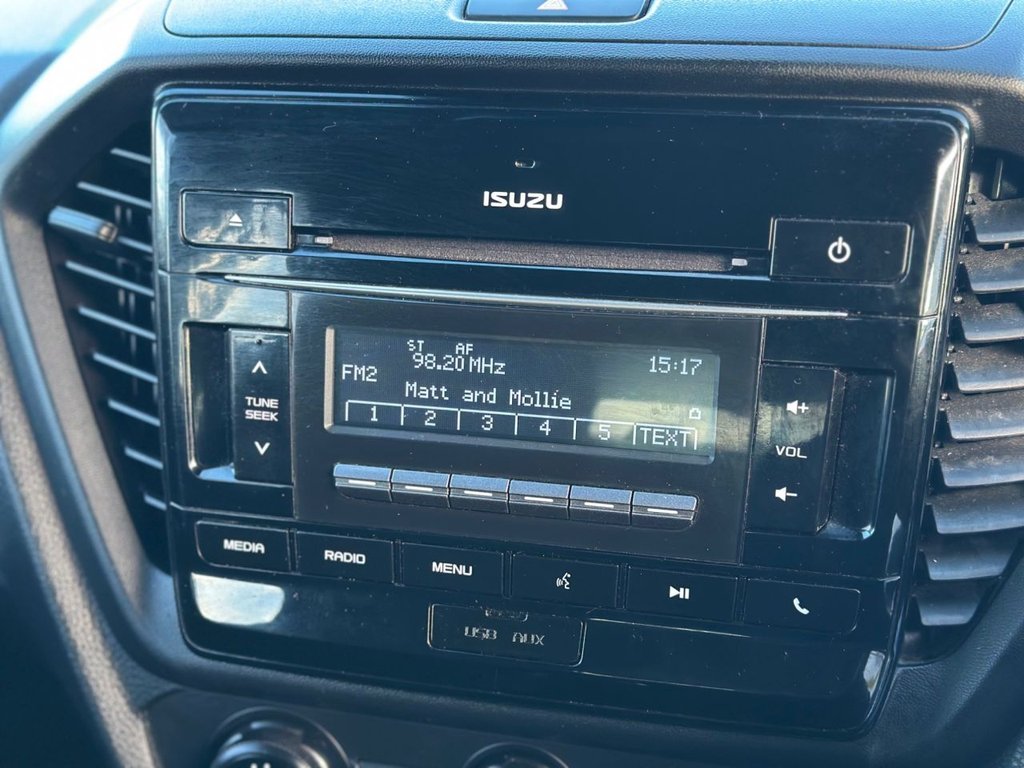 ISUZU
ST AF
98.20 MHz
15:17
FM2
Matt and Mollie
1 2 3 4 5 TEXT
TUNE
SEEK
VOL
MEDIA RADIO MENU
USB AUX